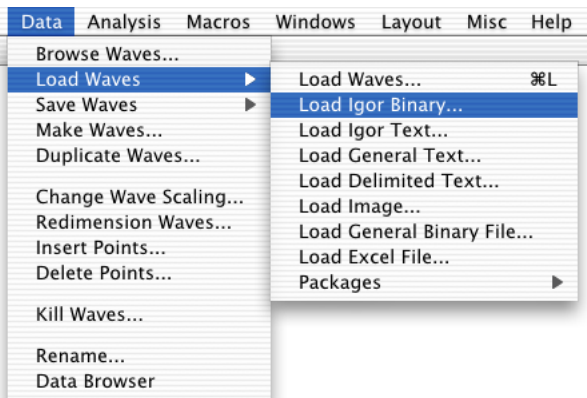 Data Analysis Macros Windows Layout Misc Help
Browse Waves...
Load Waves
Save Waves
Make Waves...
Duplicate Waves...
Change Wave Scaling...
Redimension Waves...
Insert Points...
Delete Points...
Kill Waves...
Rename...
Data Browser
Load Waves... ⌘L
Load Igor Binary...
Load Igor Text...
Load General Text...
Load Delimited Text...
Load Image...
Load General Binary File...
Load Excel File...
Packages